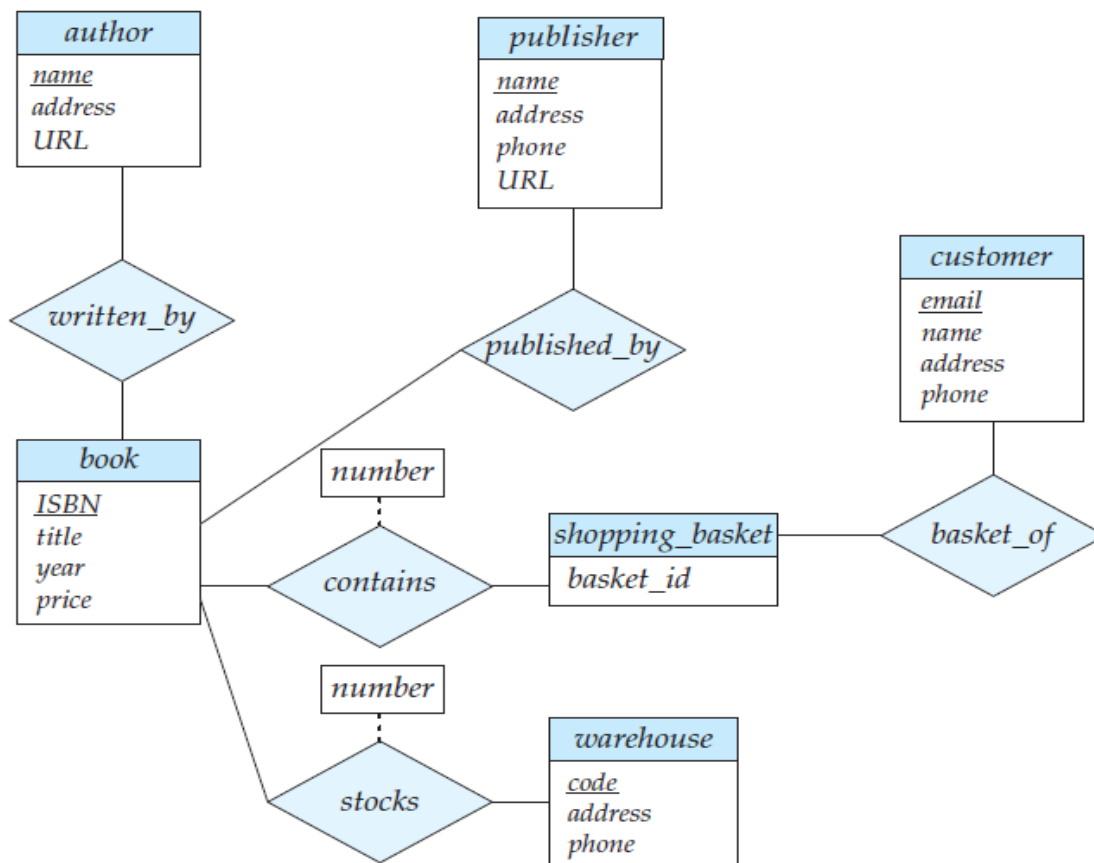 author
name
address
URL
publisher
name
address
phone
URL
customer
email
name
address
phone
written_by
published_by
book
ISBN
title
year
price
number
contains
shopping_basket
basket_id
basket_of
number
stocks
warehouse
code
address
phone